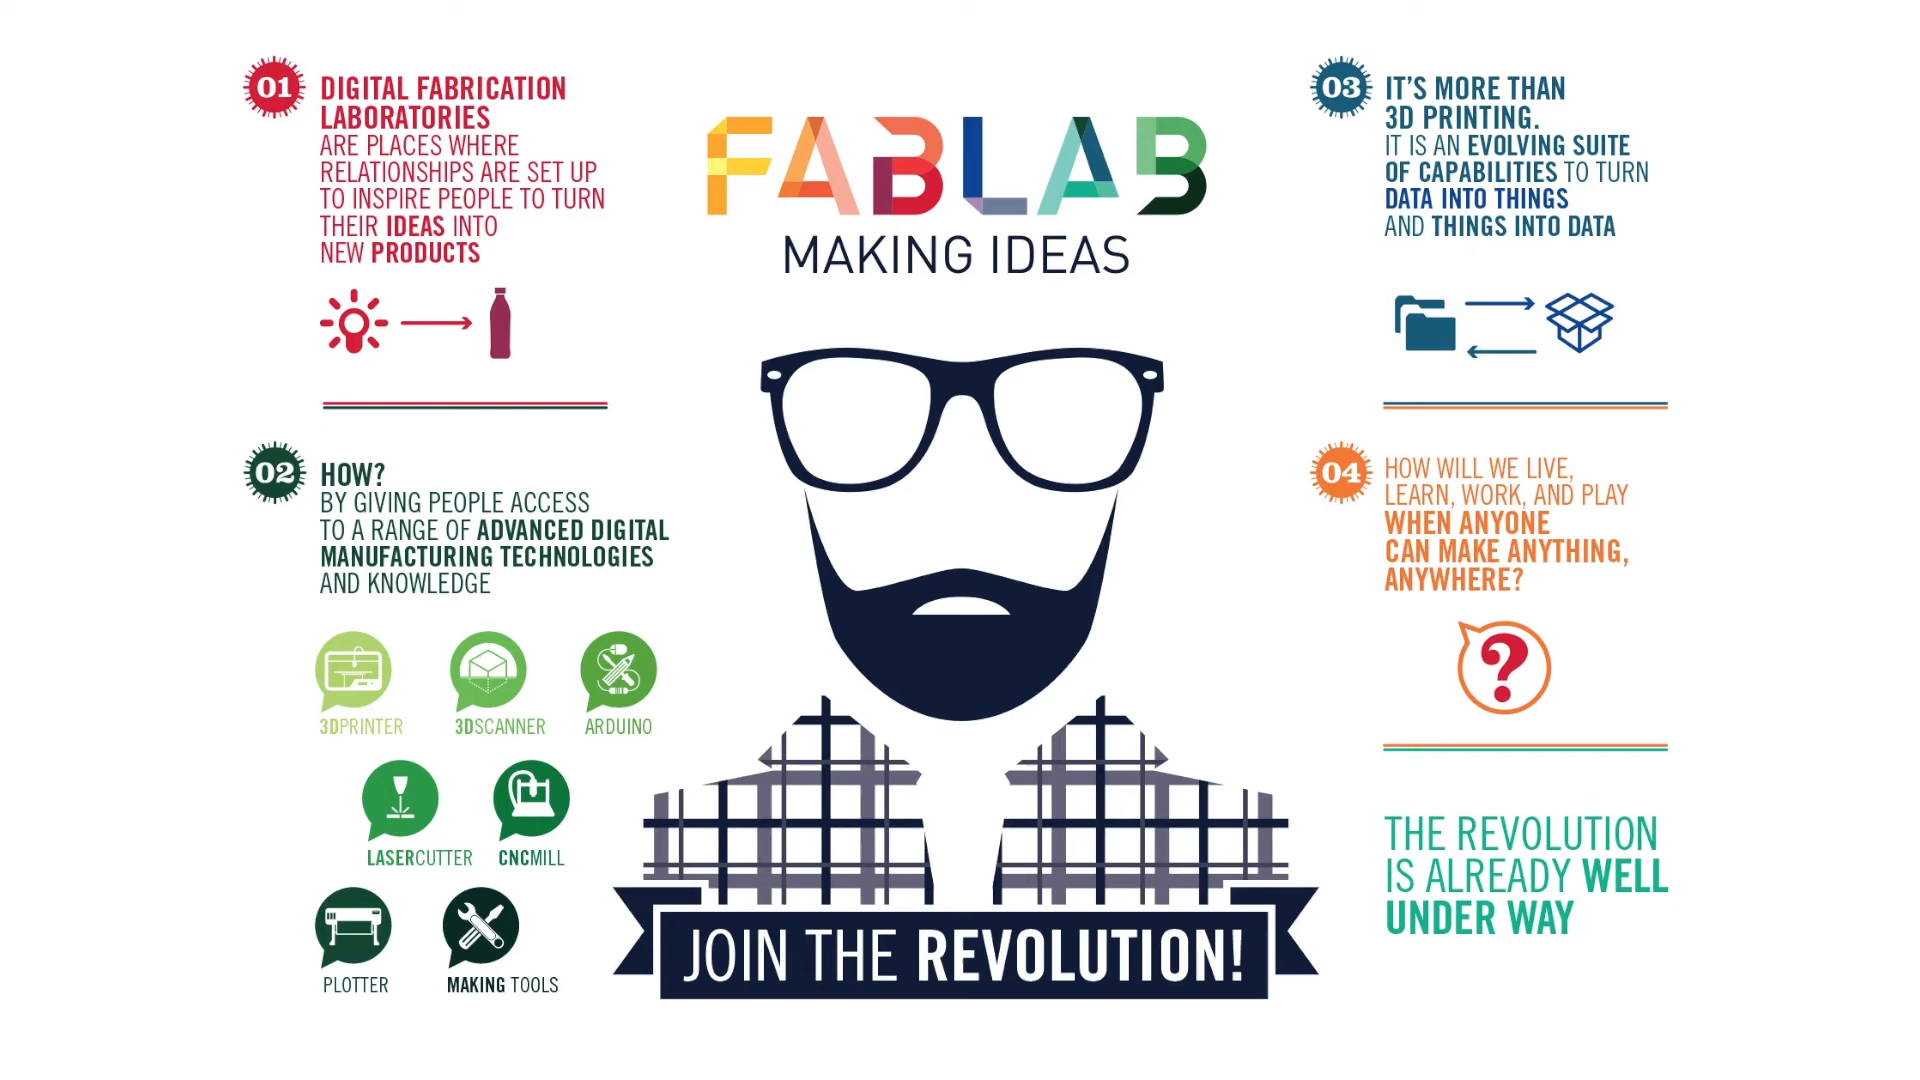 01
DIGITAL FABRICATION
LABORATORIES
ARE PLACES WHERE
RELATIONSHIPS ARE SET UP
TO INSPIRE PEOPLE TO TURN
THEIR IDEAS INTO
NEW PRODUCTS
02
HOW?
BY GIVING PEOPLE ACCESS
TO A RANGE OF ADVANCED DIGITAL
MANUFACTURING TECHNOLOGIES
AND KNOWLEDGE
3DPRINTER
3DSCANNER
ARDUINO
LASERCUTTER
CNCMILL
PLOTTER
MAKING TOOLS
FABLAB
MAKING IDEAS
JOIN THE REVOLUTION!
03
IT'S MORE THAN
3D PRINTING.
IT IS AN EVOLVING SUITE
OF CAPABILITIES TO TURN
DATA INTO THINGS
AND THINGS INTO DATA
04
HOW WILL WE LIVE,
LEARN, WORK, AND PLAY
WHEN ANYONE
CAN MAKE ANYTHING,
ANYWHERE?
?
THE REVOLUTION
IS ALREADY WELL
UNDER WAY